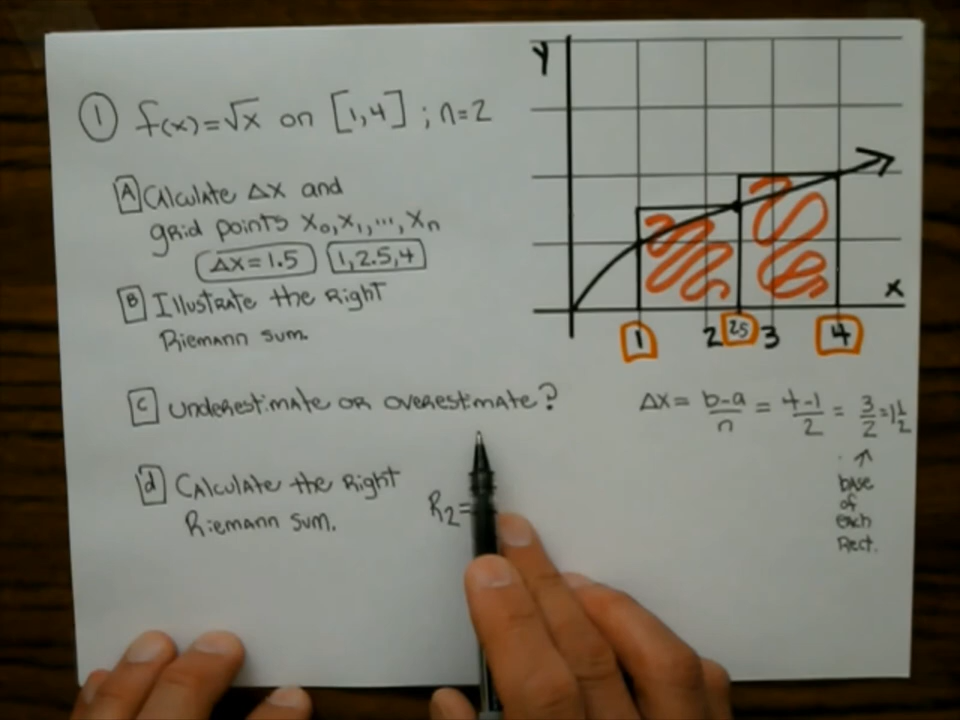 1 f(x)=√x on [1,4] ; n=2
A Calculate Δx and
grid points x₀,x₁,...,xₙ
Δx=1.5 1,2.5,4
B Illustrate the Right
Riemann sum.
C Underestimate or overestimate?
d Calculate the right
Riemann sum.
R₂=
y
x
1 2 2.5 3 4
Δx = b-a/n = 4-1/2 = 3/2 = 1 1/2
↑
base
of
each
Rect.